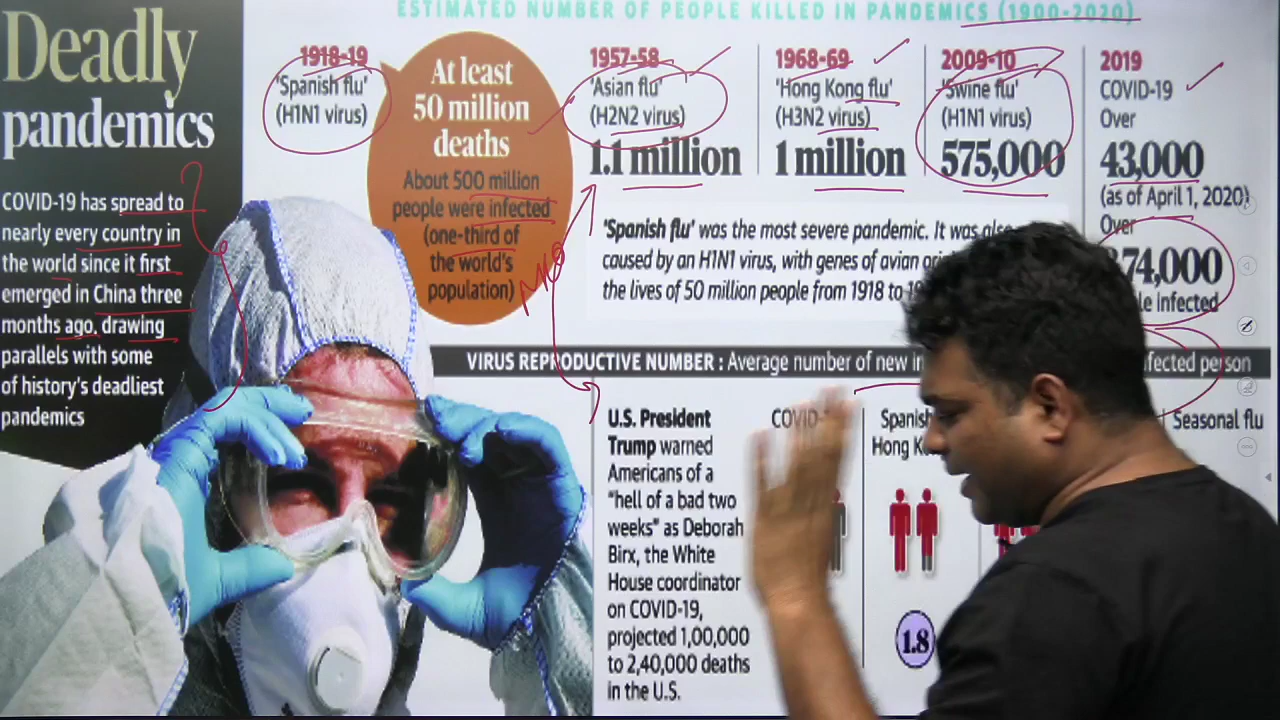 ESTIMATED NUMBER OF PEOPLE KILLED IN PANDEMICS (1900-2020)
Deadly
pandemics
COVID-19 has spread to
nearly every country in
the world since it first
emerged in China three
months ago, drawing
parallels with some
of history's deadliest
pandemics
1918-19
'Spanish flu'
(H1N1 virus)
At least
50 million
deaths
About 500 million
people were infected
(one-third of
the world's
population)
1957-58
'Asian flu'
(H2N2 virus)
1.1 million
1968-69
'Hong Kong flu'
(H3N2 virus)
1 million
2009-10
'Swine flu'
(H1N1 virus)
575,000
2019
COVID-19
Over
43,000
(as of April 1, 2020)
Over
874,000
infected
'Spanish flu' was the most severe pandemic. It was also
caused by an H1N1 virus, with genes of avian
the lives of 50 million people from 1918 to
VIRUS REPRODUCTIVE NUMBER : Average number of new person
U.S. President
Trump warned
Americans of a
"hell of a bad two
weeks" as Deborah
Birx, the White
House coordinator
on COVID-19,
projected 1,00,000
to 2,40,000 deaths
in the U.S.
Spanish
Hong
1.8
Seasonal flu